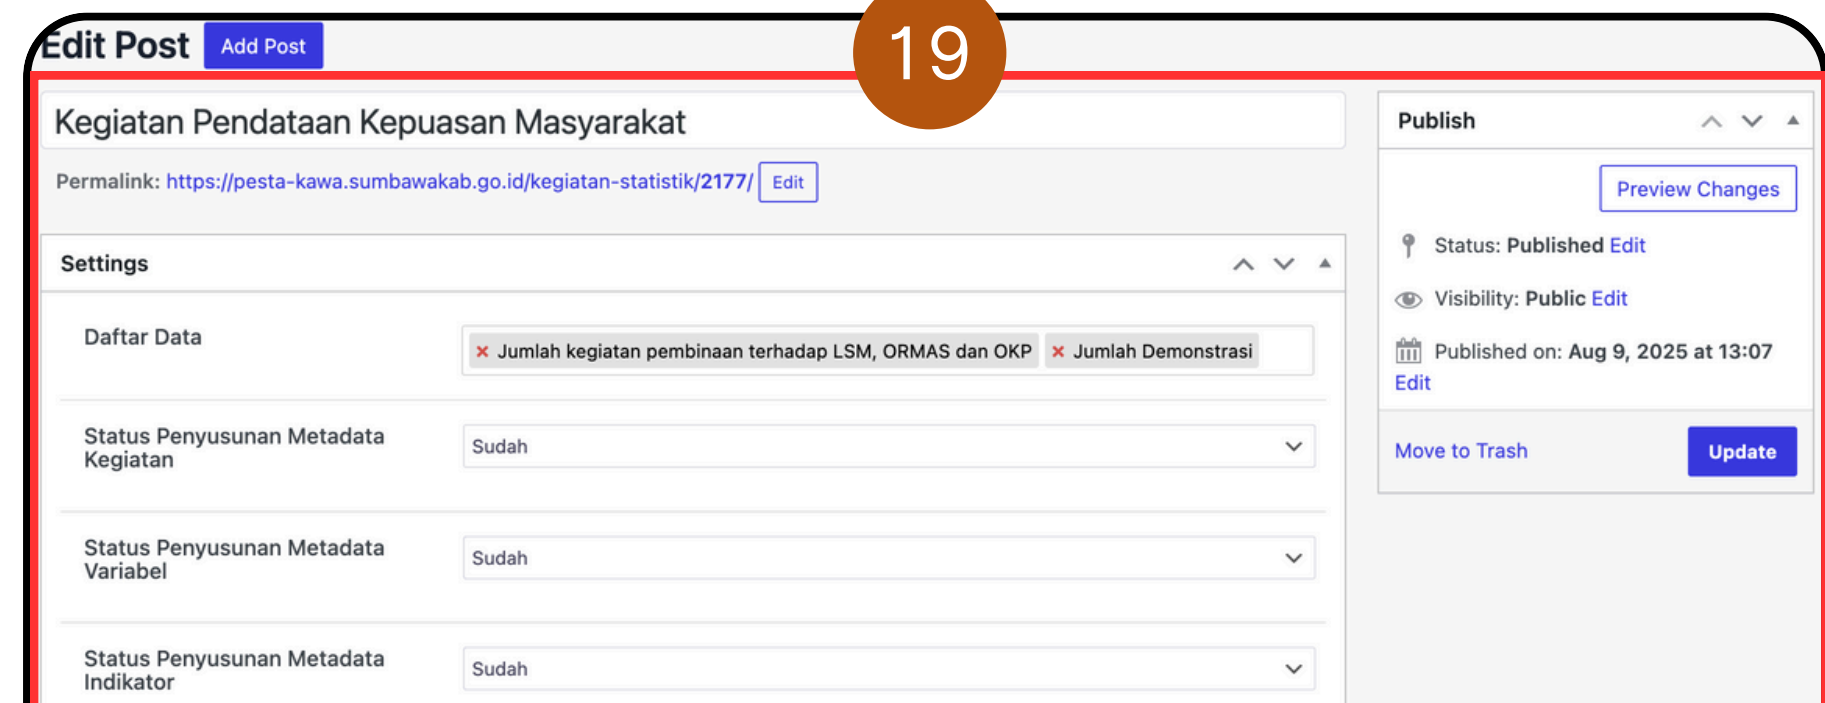 Edit Post
Add Post
19
Kegiatan Pendataan Kepuasan Masyarakat
Permalink: https://pesta-kawa.sumbawakab.go.id/kegiatan-statistik/2177/ Edit
Settings
Daftar Data
× Jumlah kegiatan pembinaan terhadap LSM, ORMAS dan OKP × Jumlah Demonstrasi
Status Penyusunan Metadata
Kegiatan
Sudah
Status Penyusunan Metadata
Variabel
Sudah
Status Penyusunan Metadata
Indikator
Sudah
Publish
Preview Changes
Status: Published Edit
Visibility: Public Edit
Published on: Aug 9, 2025 at 13:07
Edit
Move to Trash
Update